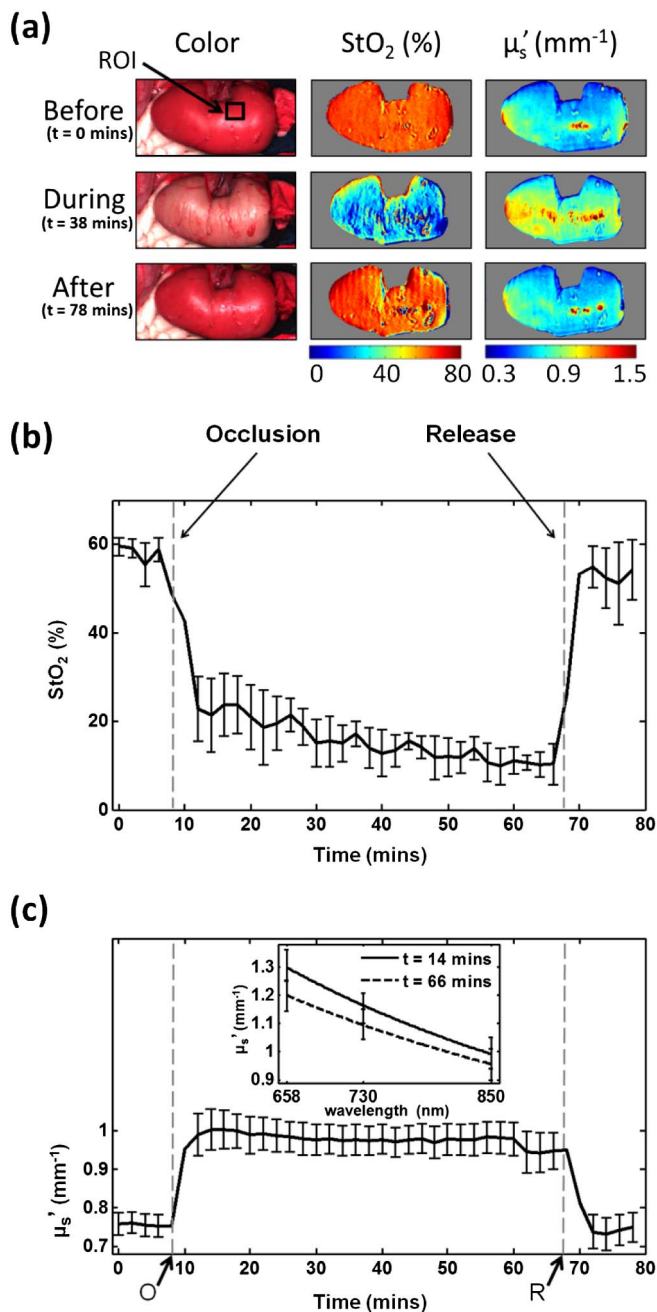 (a)
Color StO₂ (%) μₛ' (mm⁻¹)
ROI
Before
(t = 0 mins)
During
(t = 38 mins)
After
(t = 78 mins)
0 40 80 0.3 0.9 1.5
(b)
Occlusion Release
60
40
20
0
StO₂ (%)
0 10 20 30 40 50 60 70 80
Time (mins)
(c)
t = 14 mins
t = 66 mins
1.3
1.2
1.1
1
0.9
μₛ' (mm⁻¹)
658 730 850
wavelength (nm)
1
0.9
0.8
0.7
μₛ' (mm⁻¹)
0 10 20 30 40 50 60 70 80
O R
Time (mins)